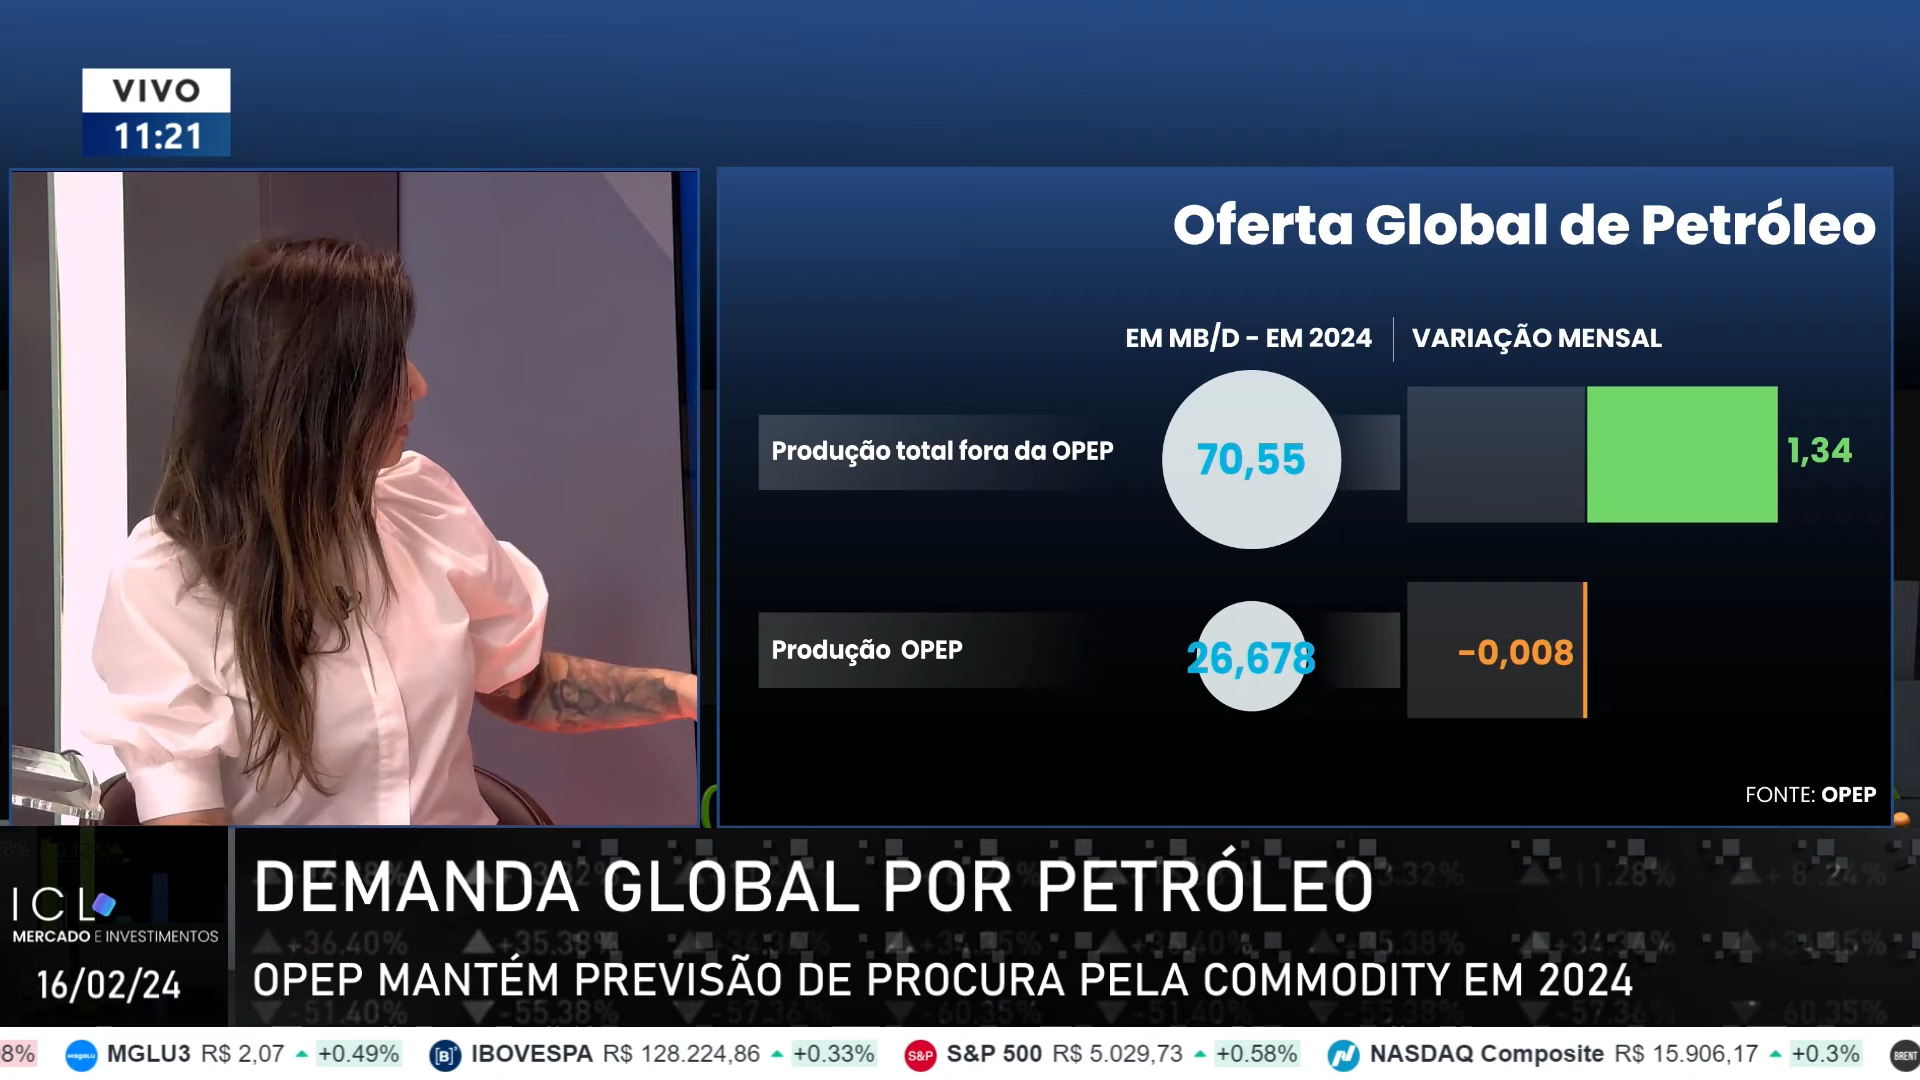 VIVO
11:21
Oferta Global de Petróleo
EM MB/D - EM 2024
VARIAÇÃO MENSAL
Produção total fora da OPEP
70,55
1,34
Produção OPEP
26,678
-0,008
FONTE: OPEP
DEMANDA GLOBAL POR PETRÓLEO
ICL
MERCADO E INVESTIMENTOS
16/02/24
OPEP MANTÉM PREVISÃO DE PROCURA PELA COMMODITY EM 2024
8%
magalu
MGLU3 R$ 2,07 +0.49%
[B]³
IBOVESPA R$ 128.224,86 +0.33%
S&P
S&P 500 R$ 5.029,73 +0.58%
NASDAQ Composite R$ 15.906,17 +0.3%
BRENT